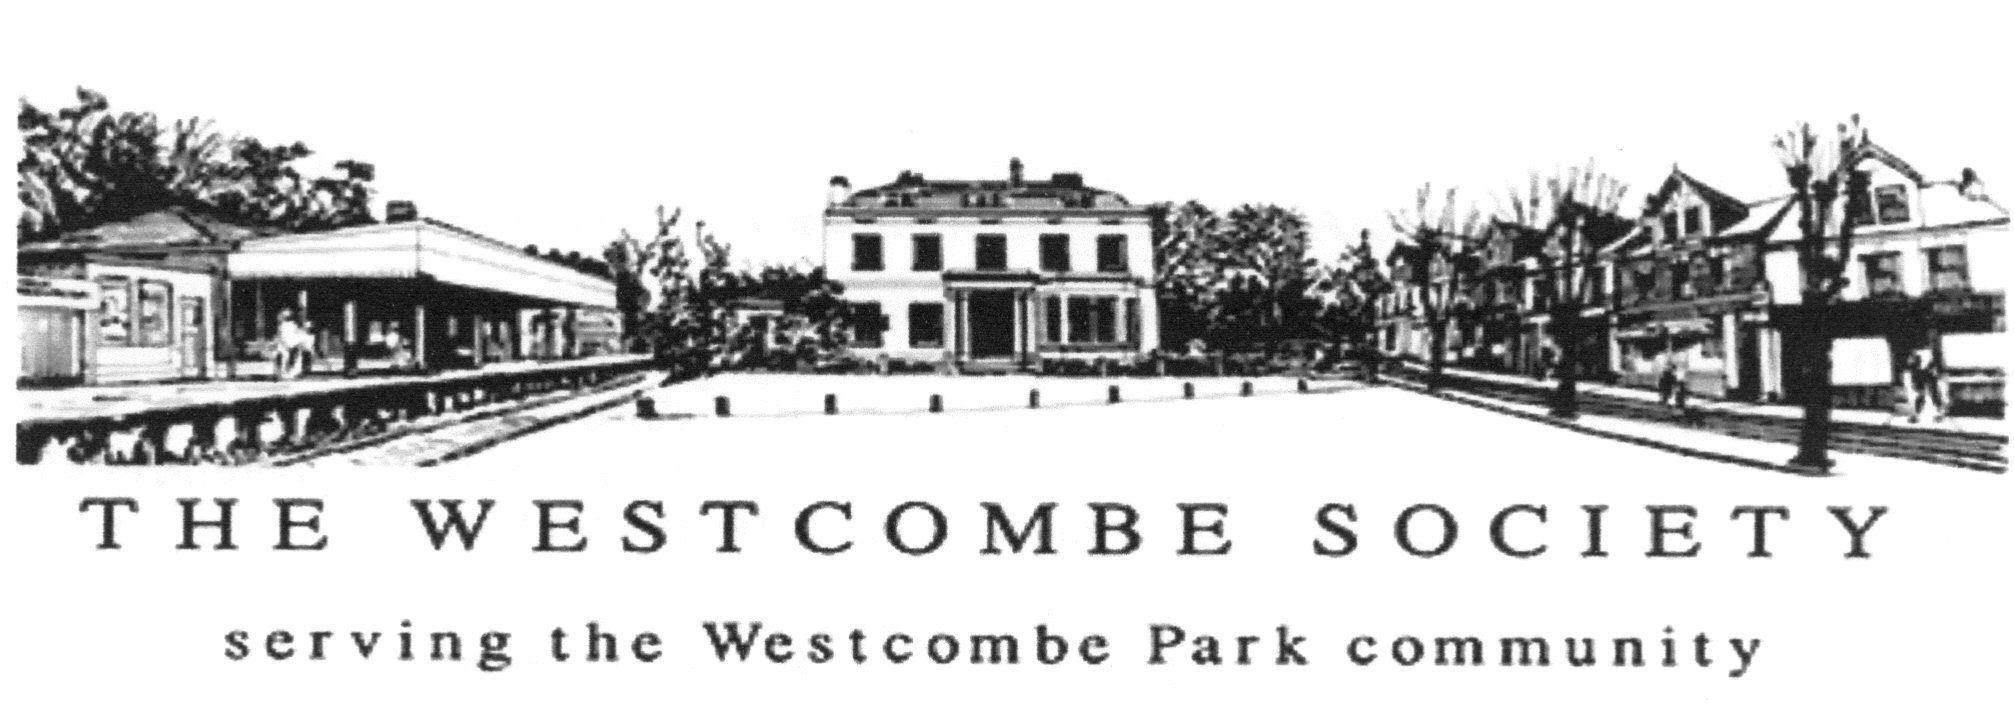 THE WESTCOMBE SOCIETY
serving the Westcombe Park community